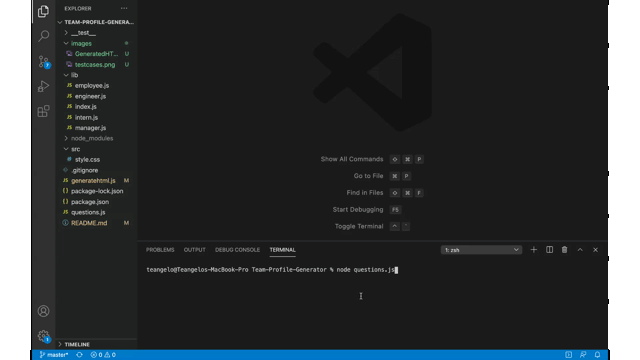 EXPLORER ...
TEAM-PROFILE-GENERA...
__test__
images
GeneratedHT... U
testcases.png U
lib
JS employee.js
JS engineer.js
JS index.js
JS intern.js
JS manager.js
node_modules
src
style.css
.gitignore
JS generatehtml.js M
{} package-lock.json
{} package.json
JS questions.js
README.md M
TIMELINE
Show All Commands ⇧ ⌘ P
Go to File ⌘ P
Find in Files ⇧ ⌘ F
Start Debugging F5
Toggle Terminal ⌃ `
PROBLEMS OUTPUT DEBUG CONSOLE TERMINAL 1: zsh
teangelo@Teangelos-MacBook-Pro Team-Profile-Generator % node questions.js
master* 0 0